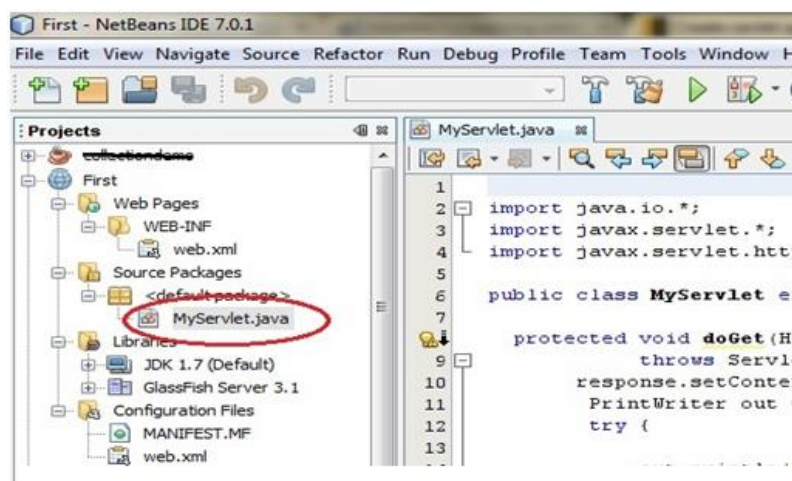 First - NetBeans IDE 7.0.1
File Edit View Navigate Source Refactor Run Debug Profile Team Tools Window H
Projects
collectiondemo
First
Web Pages
WEB-INF
web.xml
Source Packages
<default package>
MyServlet.java
Libraries
JDK 1.7 (Default)
GlassFish Server 3.1
Configuration Files
MANIFEST.MF
web.xml
MyServlet.java
1
2 import java.io.*;
3 import javax.servlet.*;
4 import javax.servlet.htt
5
6 public class MyServlet e
7
protected void doGet(H
9 throws Servl
10 response.setConte
11 PrintWriter out
12 try {
13